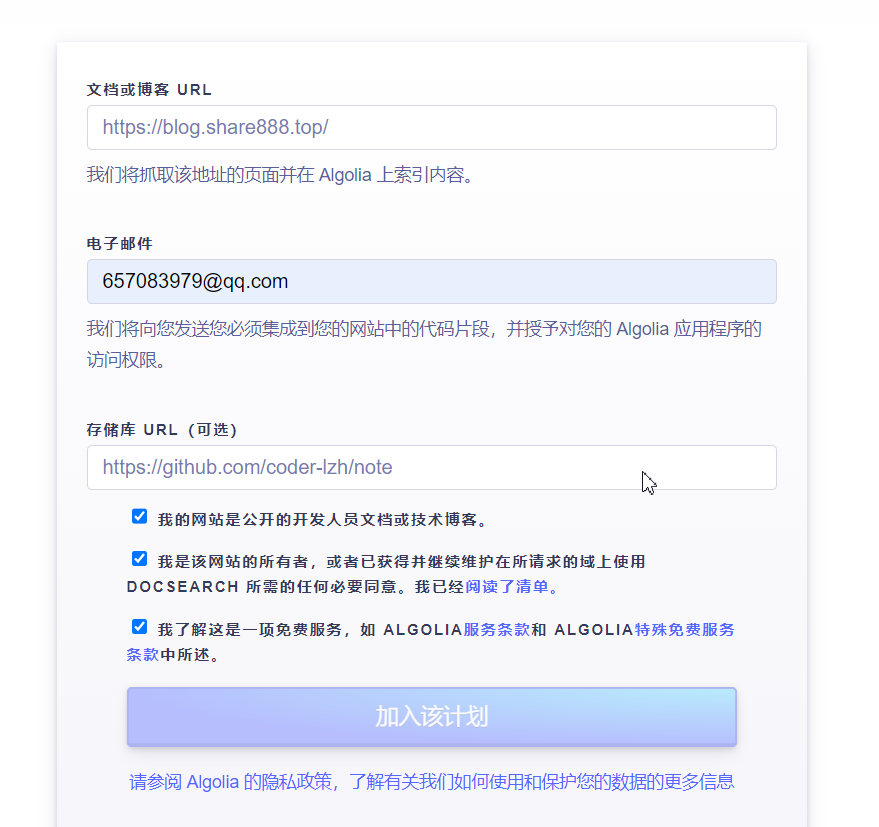 文档或博客 URL
https://blog.share888.top/
我们将抓取该地址的页面并在 Algolia 上索引内容。
电子邮件
657083979@qq.com
我们将向您发送您必须集成到您的网站中的代码片段，并授予对您的 Algolia 应用程序的
访问权限。
存储库 URL（可选）
https://github.com/coder-lzh/note
我的网站是公开的开发人员文档或技术博客。
我是该网站的所有者，或者已获得并继续维护在所请求的域上使用
DOCSEARCH 所需的任何必要同意。我已经阅读了清单。
我了解这是一项免费服务，如 ALGOLIA服务条款和 ALGOLIA特殊免费服务
条款中所述。
加入该计划
请参阅 Algolia 的隐私政策，了解有关我们如何使用和保护您的数据的更多信息